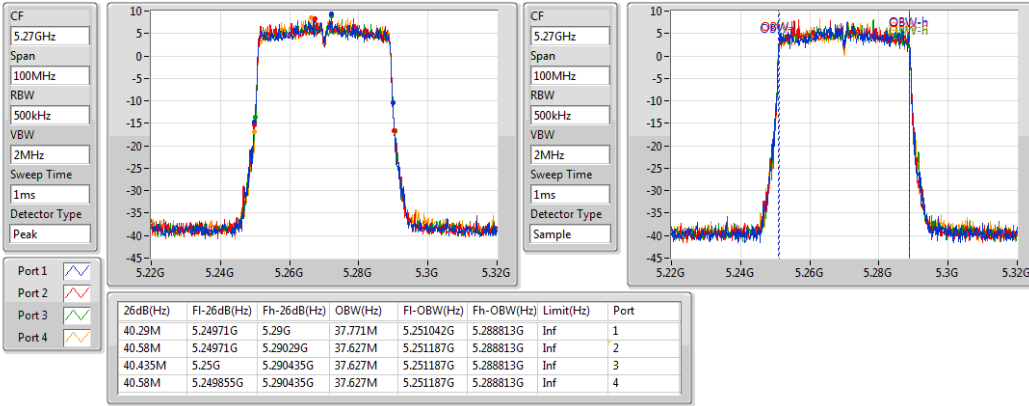 CF
5.27GHz
Span
100MHz
RBW
500kHz
VBW
2MHz
Sweep Time
1ms
Detector Type
Peak
10
5
0
-5
-10
-15
-20
-25
-30
-35
-40
-45
5.22G 5.24G 5.26G 5.28G 5.3G 5.32G
CF
5.27GHz
Span
100MHz
RBW
500kHz
VBW
2MHz
Sweep Time
1ms
Detector Type
Sample
10
5
0
-5
-10
-15
-20
-25
-30
-35
-40
-45
OBW-h
5.22G 5.24G 5.26G 5.28G 5.3G 5.32G
Port 1
Port 2
Port 3
Port 4
26dB(Hz) Fl-26dB(Hz) Fh-26dB(Hz) OBW(Hz) Fl-OBW(Hz) Fh-OBW(Hz) Limit(Hz) Port
40.29M 5.24971G 5.29G 37.771M 5.251042G 5.288813G Inf 1
40.58M 5.24971G 5.29029G 37.627M 5.251187G 5.288813G Inf 2
40.435M 5.25G 5.290435G 37.627M 5.251187G 5.288813G Inf 3
40.58M 5.249855G 5.290435G 37.627M 5.251187G 5.288813G Inf 4